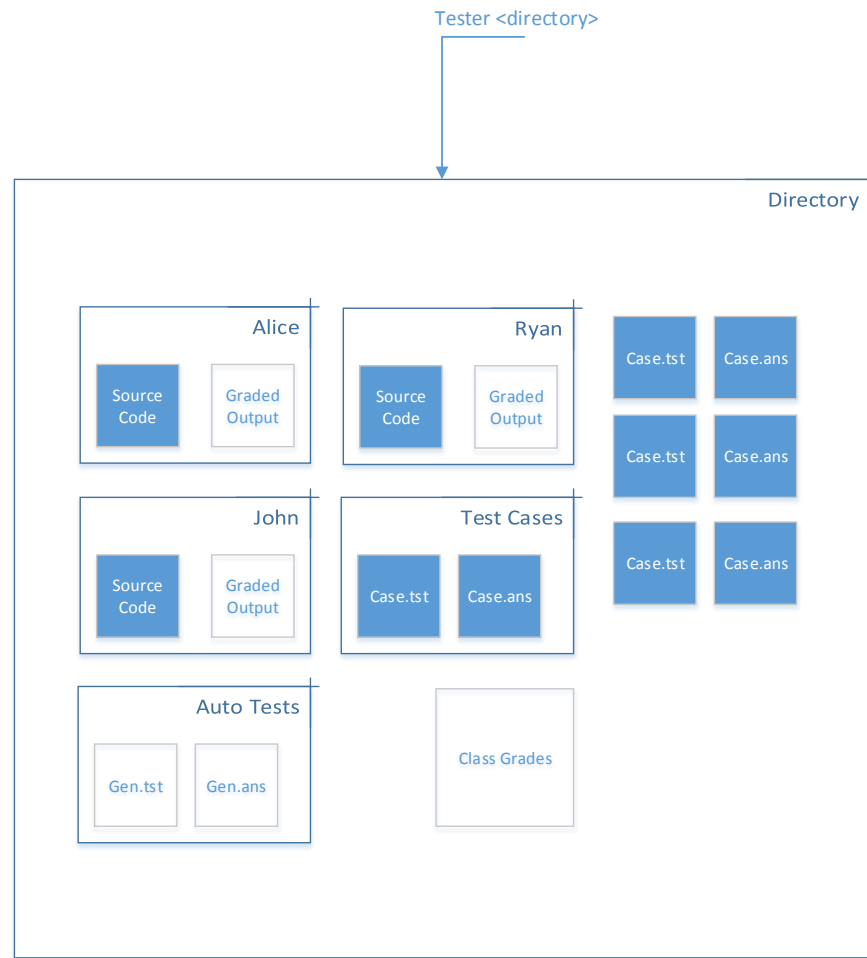 Tester <directory>
Directory
Alice
Source
Code
Graded
Output
Ryan
Source
Code
Graded
Output
Case.tst
Case.ans
Case.tst
Case.ans
Case.tst
Case.ans
John
Source
Code
Graded
Output
Test Cases
Case.tst
Case.ans
Auto Tests
Gen.tst
Gen.ans
Class Grades